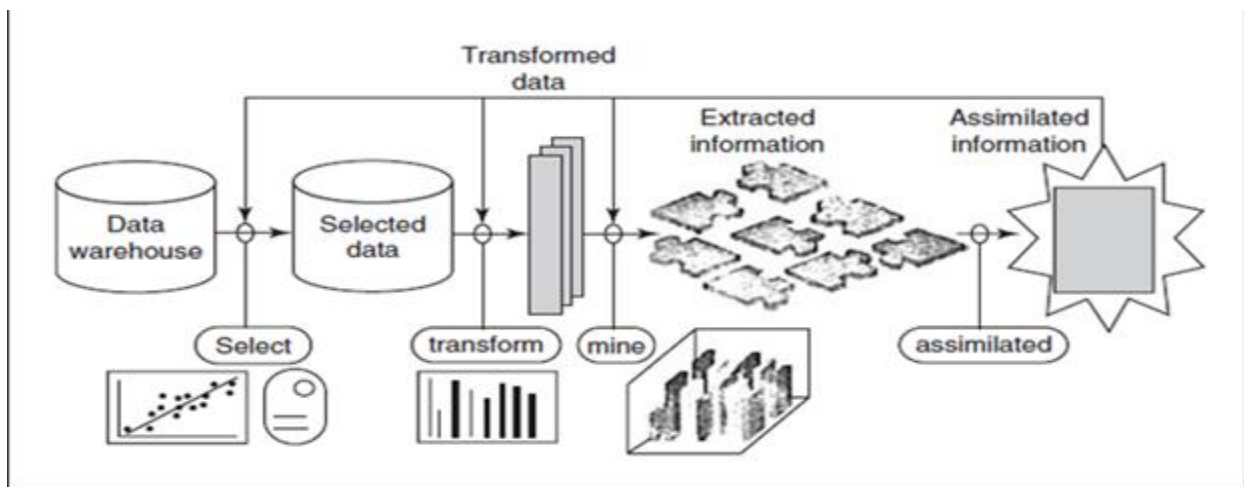 Transformed
data
Extracted
information
Assimilated
information
Data
warehouse
Selected
data
Select
transform
mine
assimilated